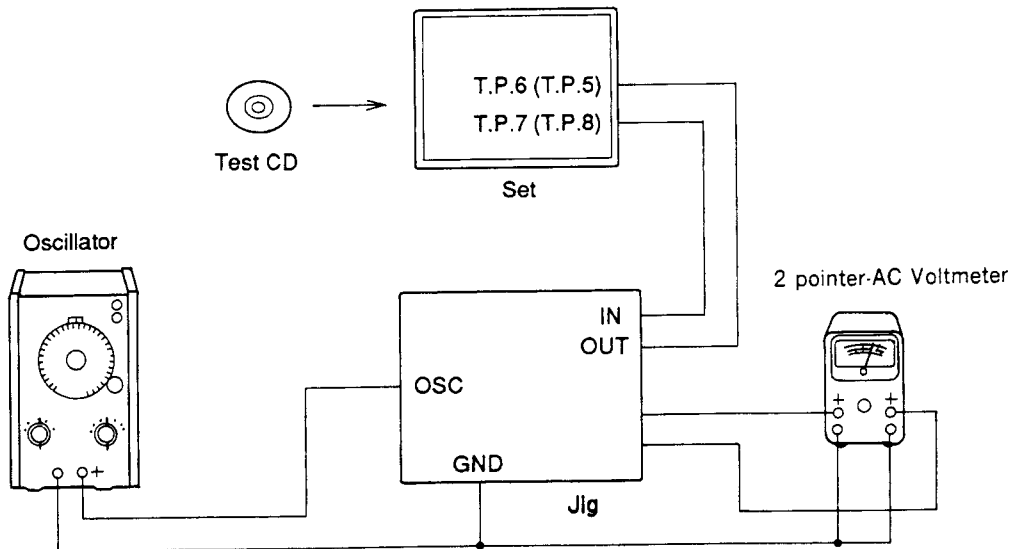 T.P.6 (T.P.5)
T.P.7 (T.P.8)
Test CD
Set
Oscillator
2 pointer-AC Voltmeter
IN
OUT
OSC
GND
Jig
+
+
+